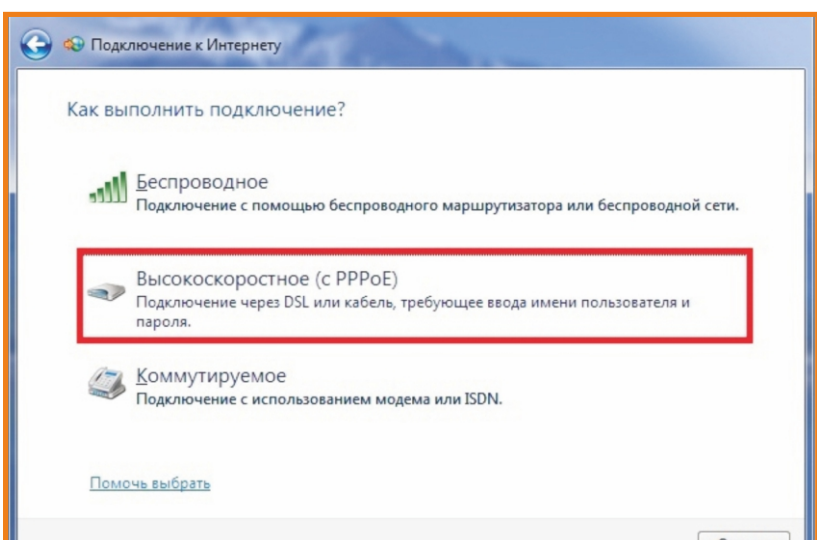 Подключение к Интернету
Как выполнить подключение?
Беспроводное
Подключение с помощью беспроводного маршрутизатора или беспроводной сети.
Высокоскоростное (с PPPoE)
Подключение через DSL или кабель, требующее ввода имени пользователя и
пароля.
Коммутируемое
Подключение с использованием модема или ISDN.
Помочь выбрать